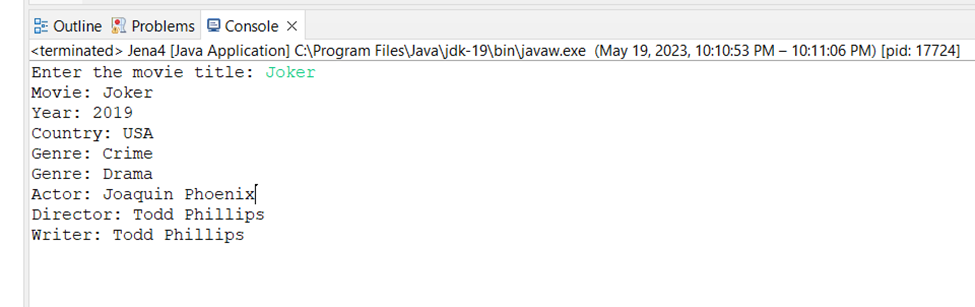 Outline Problems Console
<terminated> Jena4 [Java Application] C:\Program Files\Java\jdk-19\bin\javaw.exe (May 19, 2023, 10:10:53 PM – 10:11:06 PM) [pid: 17724]
Enter the movie title: Joker
Movie: Joker
Year: 2019
Country: USA
Genre: Crime
Genre: Drama
Actor: Joaquin Phoenix
Director: Todd Phillips
Writer: Todd Phillips